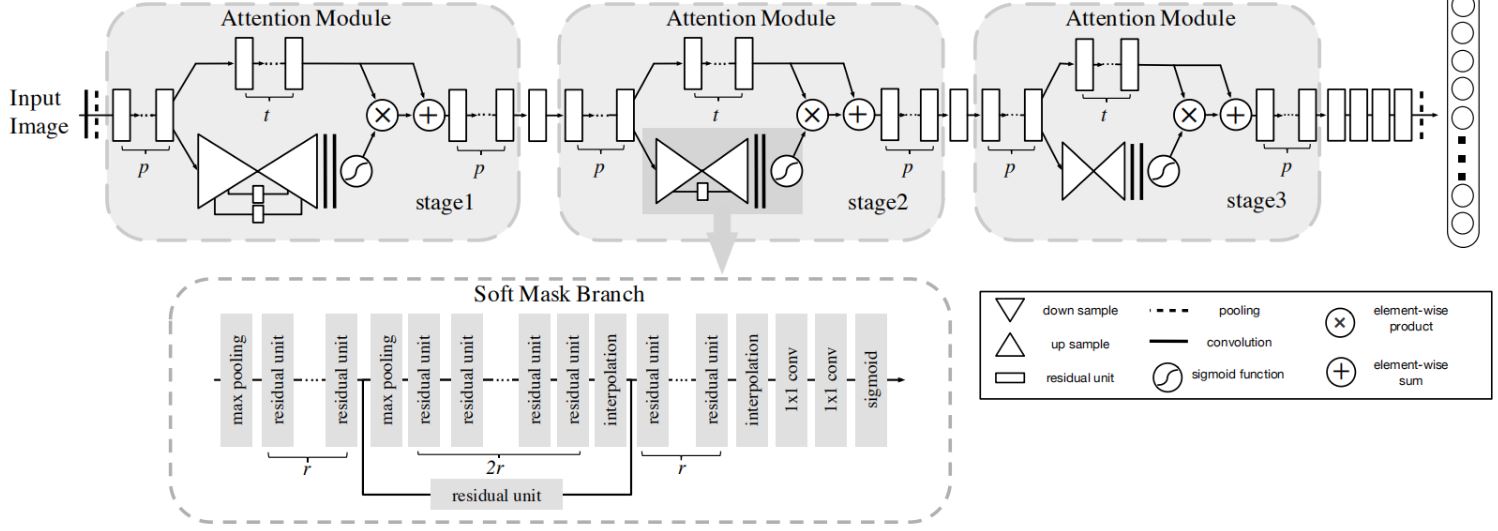 Attention Module
Attention Module
Attention Module
Input
Image
p
t
p
stage1
p
t
p
stage2
p
t
p
stage3
Soft Mask Branch
max pooling
residual unit
residual unit
max pooling
residual unit
residual unit
residual unit
residual unit
interpolation
residual unit
residual unit
interpolation
1x1 conv
1x1 conv
sigmoid
r
2r
r
residual unit
down sample
up sample
residual unit
pooling
convolution
sigmoid function
element-wise
product
element-wise
sum